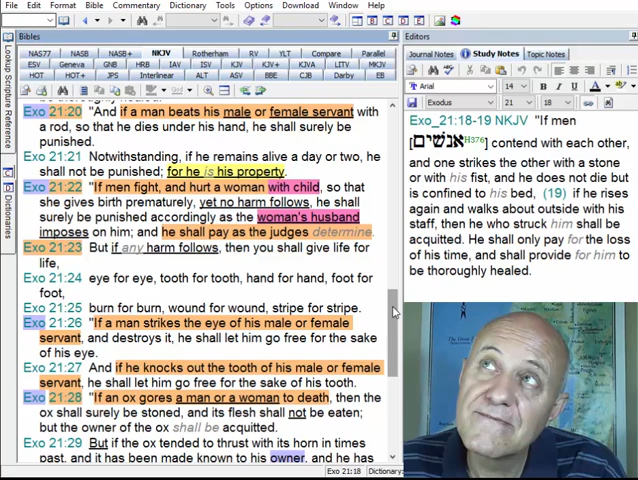 File Edit View Bible Commentary Dictionary Tools Options Download Window Help
Bibles
Editors
NAS77 NASB NASB+ NKJV Rotherham RV YLT Compare Parallel
ESV Geneva GNB HRB IAV ISV JUB KJV LITV MKJV
HOT HOT+ JPS Interlinear ALT ASV CJB CLB Darby EB
Lookup Scripture Reference
Dictionaries
be thoroughly healed.
Exo 21:20 "And if a man beats his male or female servant with
a rod, so that he dies under his hand, he shall surely be
punished.
Exo 21:21 Notwithstanding, if he remains alive a day or two, he
shall not be punished; for he is his property.
Exo 21:22 "If men fight, and hurt a woman with child, so that
she gives birth prematurely, yet no harm follows, he shall
surely be punished accordingly as the woman's husband
imposes on him; and he shall pay as the judges determine.
Exo 21:23 But if any harm follows, then you shall give life for
life,
Exo 21:24 eye for eye, tooth for tooth, hand for hand, foot for
foot,
Exo 21:25 burn for burn, wound for wound, stripe for stripe.
Exo 21:26 "If a man strikes the eye of his male or female
servant, and destroys it, he shall let him go free for the sake
of his eye.
Exo 21:27 And if he knocks out the tooth of his male or female
servant, he shall let him go free for the sake of his tooth.
Exo 21:28 "If an ox gores a man or a woman to death, then the
ox shall surely be stoned, and its flesh shall not be eaten;
but the owner of the ox shall be acquitted.
Exo 21:29 But if the ox tended to thrust with its horn in times
past, and it has been made known to his owner, and he has
Exo 21:18 Dictionary:
Journal Notes Study Notes Topic Notes
Arial 14 B I U
Exodus 21 18
Exo_21:18-19 NKJV "If men
[אנשׁיםH376] contend with each other,
and one strikes the other with a stone
or with his fist, and he does not die but
is confined to his bed, (19) if he rises
again and walks about outside with his
staff, then he who struck him shall be
acquitted. He shall only pay for the loss
of his time, and shall provide for him to
be thoroughly healed.